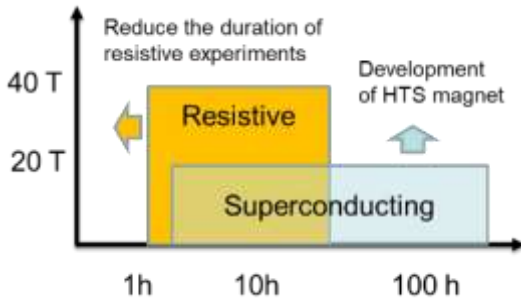 Reduce the duration of
resistive experiments
40 T
Development
of HTS magnet
Resistive
20 T
Superconducting
1h 10h 100 h